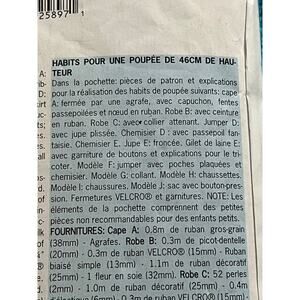 25897 1
HABITS POUR UNE POUPÉE DE 46CM DE HAU-
TEUR
Dans la pochette: pièces de patron et explications
pour la réalisation des habits de poupée suivants: cape
A: fermée par une agrafe, avec capuchon, fentes
passepoilées et noud en ruban. Robe B: avec ceinture
en ruban. Robe C: avec collier attenant. Jumper D:
avec jupe plissée. Chemisier D: avec passepoil fan-
taisie. Chemisier E. Jupe E: froncée. Gilet de laine E:
avec garniture de boutons et explications pour le tri-
coter. Modèle F: jumper avec poches plaquées et
chemisier. Modèle G: collant. Modèle H: chaussettes.
Modèle I: chaussures. Modèle J: sac avec bouton-pres-
sion. Fermetures VELCRO® et garnitures. NOTE: Les
éléments de la pochette comprennent des petites
pièces non recommandables pour des enfants petits.
FOURNITURES: Cape A: 0.8m de ruban gros-grain
(38mm) - Agrafes. Robe B: 0.3m de picot-dentelle
(20mm) - 0.3m de VELCRO® (15mm) - Ruban
biaisé simple (13mm) - 1.1m de ruban décoratif
(25mm) - 1 fleur en soie (32mm). Robe C: 52 perles
(2mm) - 1.0m de ruban décoratif (25mm) - 0.4m
0.3m de ruban VELCRO® (15mm)